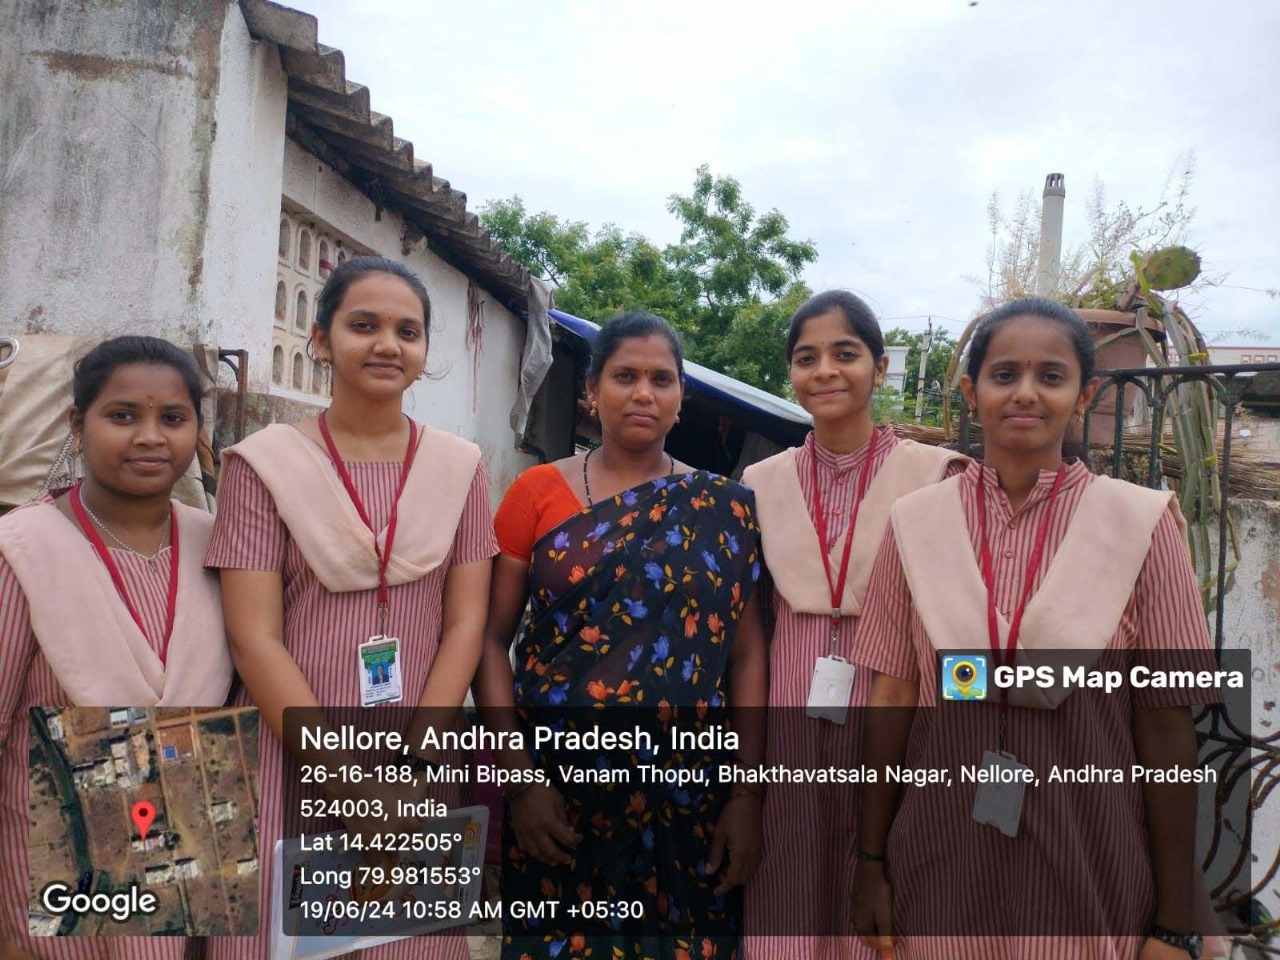 GPS Map Camera
Nellore, Andhra Pradesh, India
26-16-188, Mini Bipass, Vanam Thopu, Bhakthavatsala Nagar, Nellore, Andhra Pradesh
524003, India
Lat 14.422505°
Long 79.981553°
19/06/24 10:58 AM GMT +05:30
Google